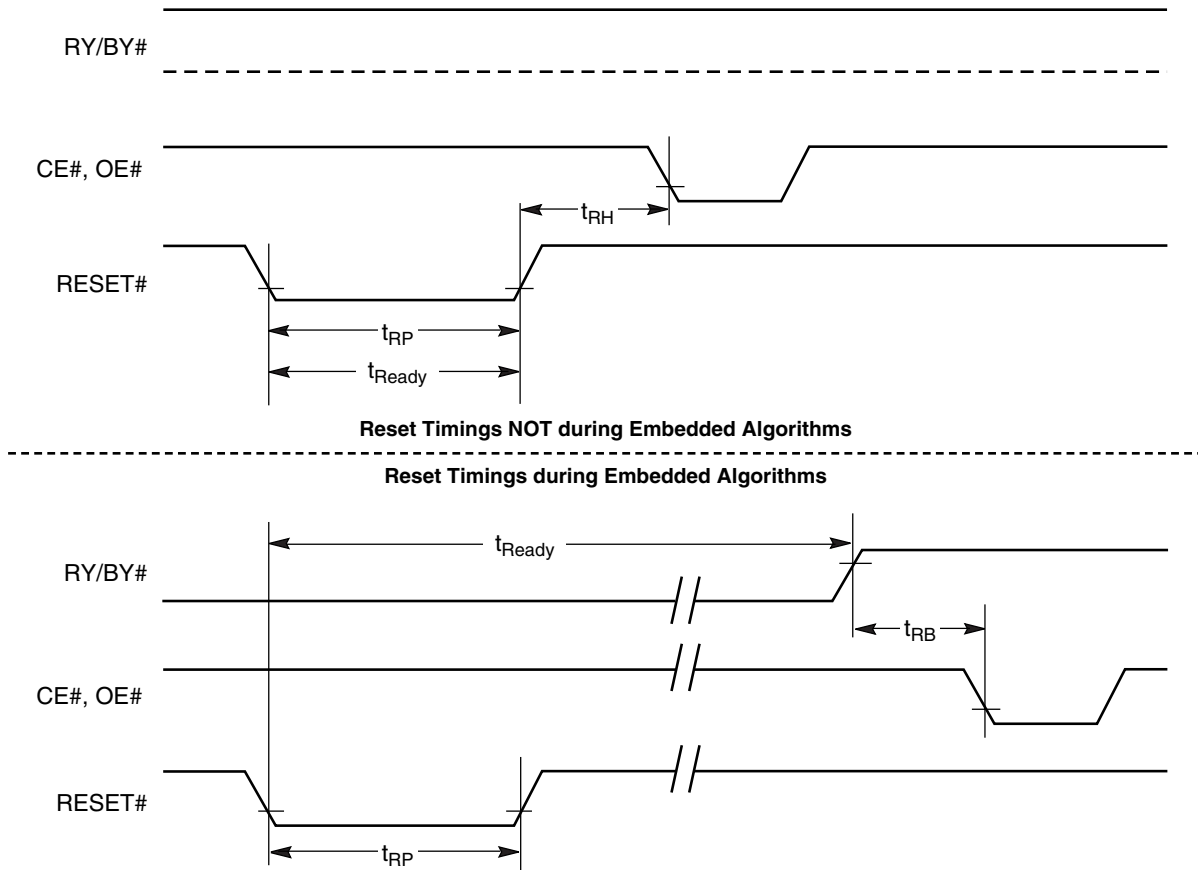 RY/BY#
CE#, OE#
tRH
RESET#
tRP
tReady
Reset Timings NOT during Embedded Algorithms
Reset Timings during Embedded Algorithms
tReady
RY/BY#
tRB
CE#, OE#
RESET#
tRP